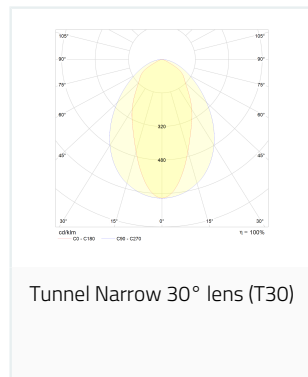 105° 105°
90° 90°
75° 75°
60° 60°
320
45° 45°
480
30° 15° 0° 15° 30°
cd/klm η = 100%
C0 - C180 C90 - C270
Tunnel Narrow 30° lens (T30)